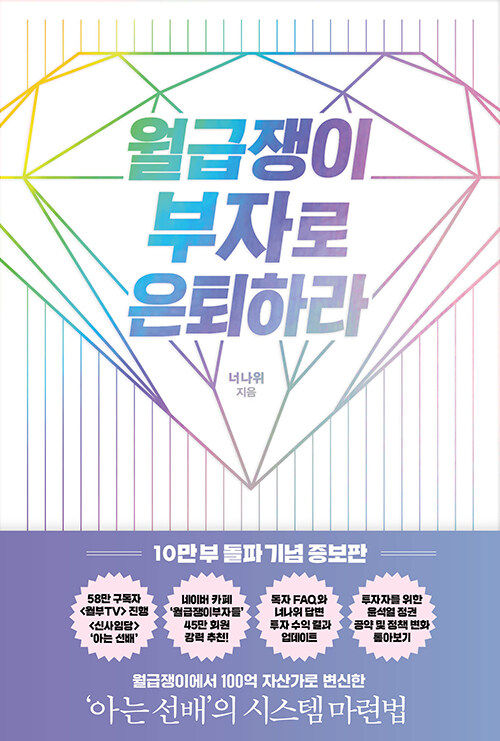 월급쟁이
부자로
은퇴하라
너나위
지음
10만 부 돌파 기념 증보판
58만 구독자
<월부TV> 진행
<신사임당>
‘아는 선배’
네이버 카페
‘월급쟁이부자들’
45만 회원
강력 추천!
독자 FAQ와
너나위 답변
투자 수익 결과
업데이트
투자자를 위한
윤석열 정권
공약 및 정책 변화
톺아보기
월급쟁이에서 100억 자산가로 변신한
‘아는 선배’의 시스템 마련법